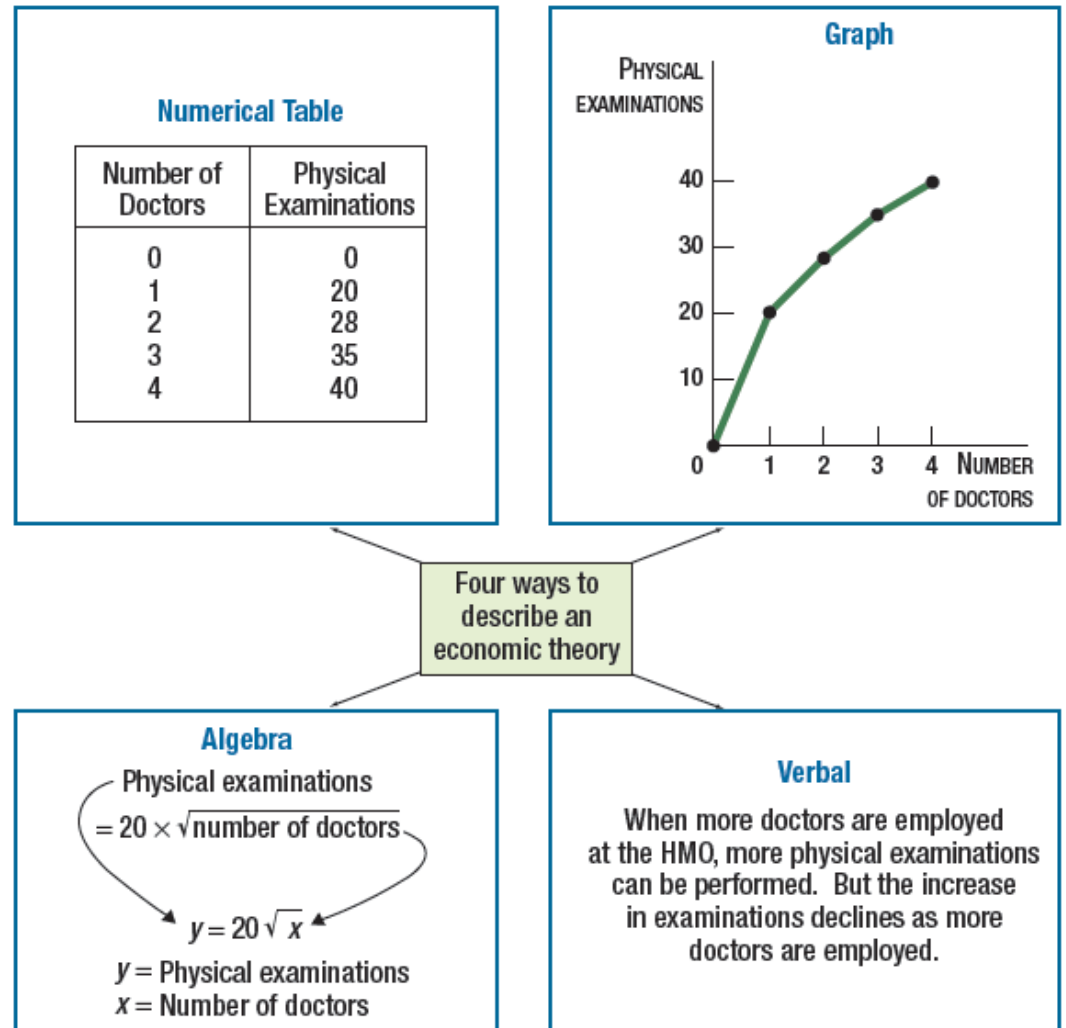 Numerical Table
Number of Doctors
Physical Examinations
0 0
1 20
2 28
3 35
4 40
Graph
PHYSICAL
EXAMINATIONS
40
30
20
10
0 1 2 3 4 NUMBER
OF DOCTORS
Four ways to
describe an
economic theory
Algebra
Physical examinations
= 20 × √number of doctors
y = 20 √x
y = Physical examinations
x = Number of doctors
Verbal
When more doctors are employed
at the HMO, more physical examinations
can be performed. But the increase
in examinations declines as more
doctors are employed.